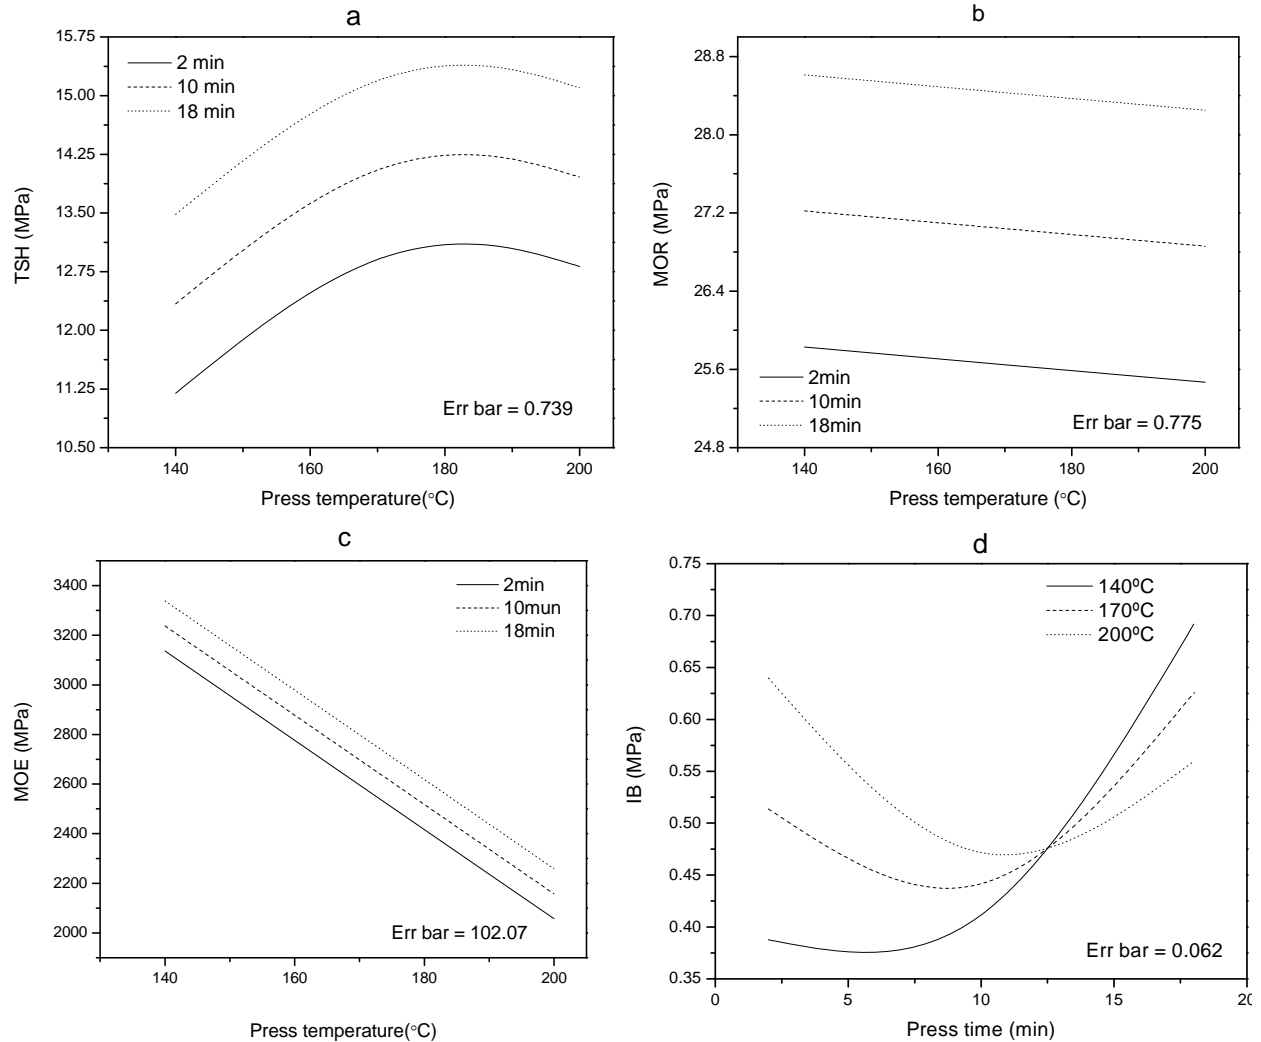 a
15.75
15.00
14.25
13.50
12.75
12.00
11.25
10.50
TSH (MPa)
2 min
10 min
18 min
Err bar = 0.739
140 160 180 200
Press temperature(°C)
b
28.8
28.0
27.2
26.4
25.6
24.8
MOR (MPa)
2min
10min
18min
Err bar = 0.775
140 160 180 200
Press temperature (°C)
c
3400
3200
3000
2800
2600
2400
2200
2000
MOE (MPa)
2min
10mun
18min
Err bar = 102.07
140 160 180 200
Press temperature(°C)
d
0.75
0.70
0.65
0.60
0.55
0.50
0.45
0.40
0.35
IB (MPa)
140ºC
170ºC
200ºC
Err bar = 0.062
0 5 10 15 20
Press time (min)